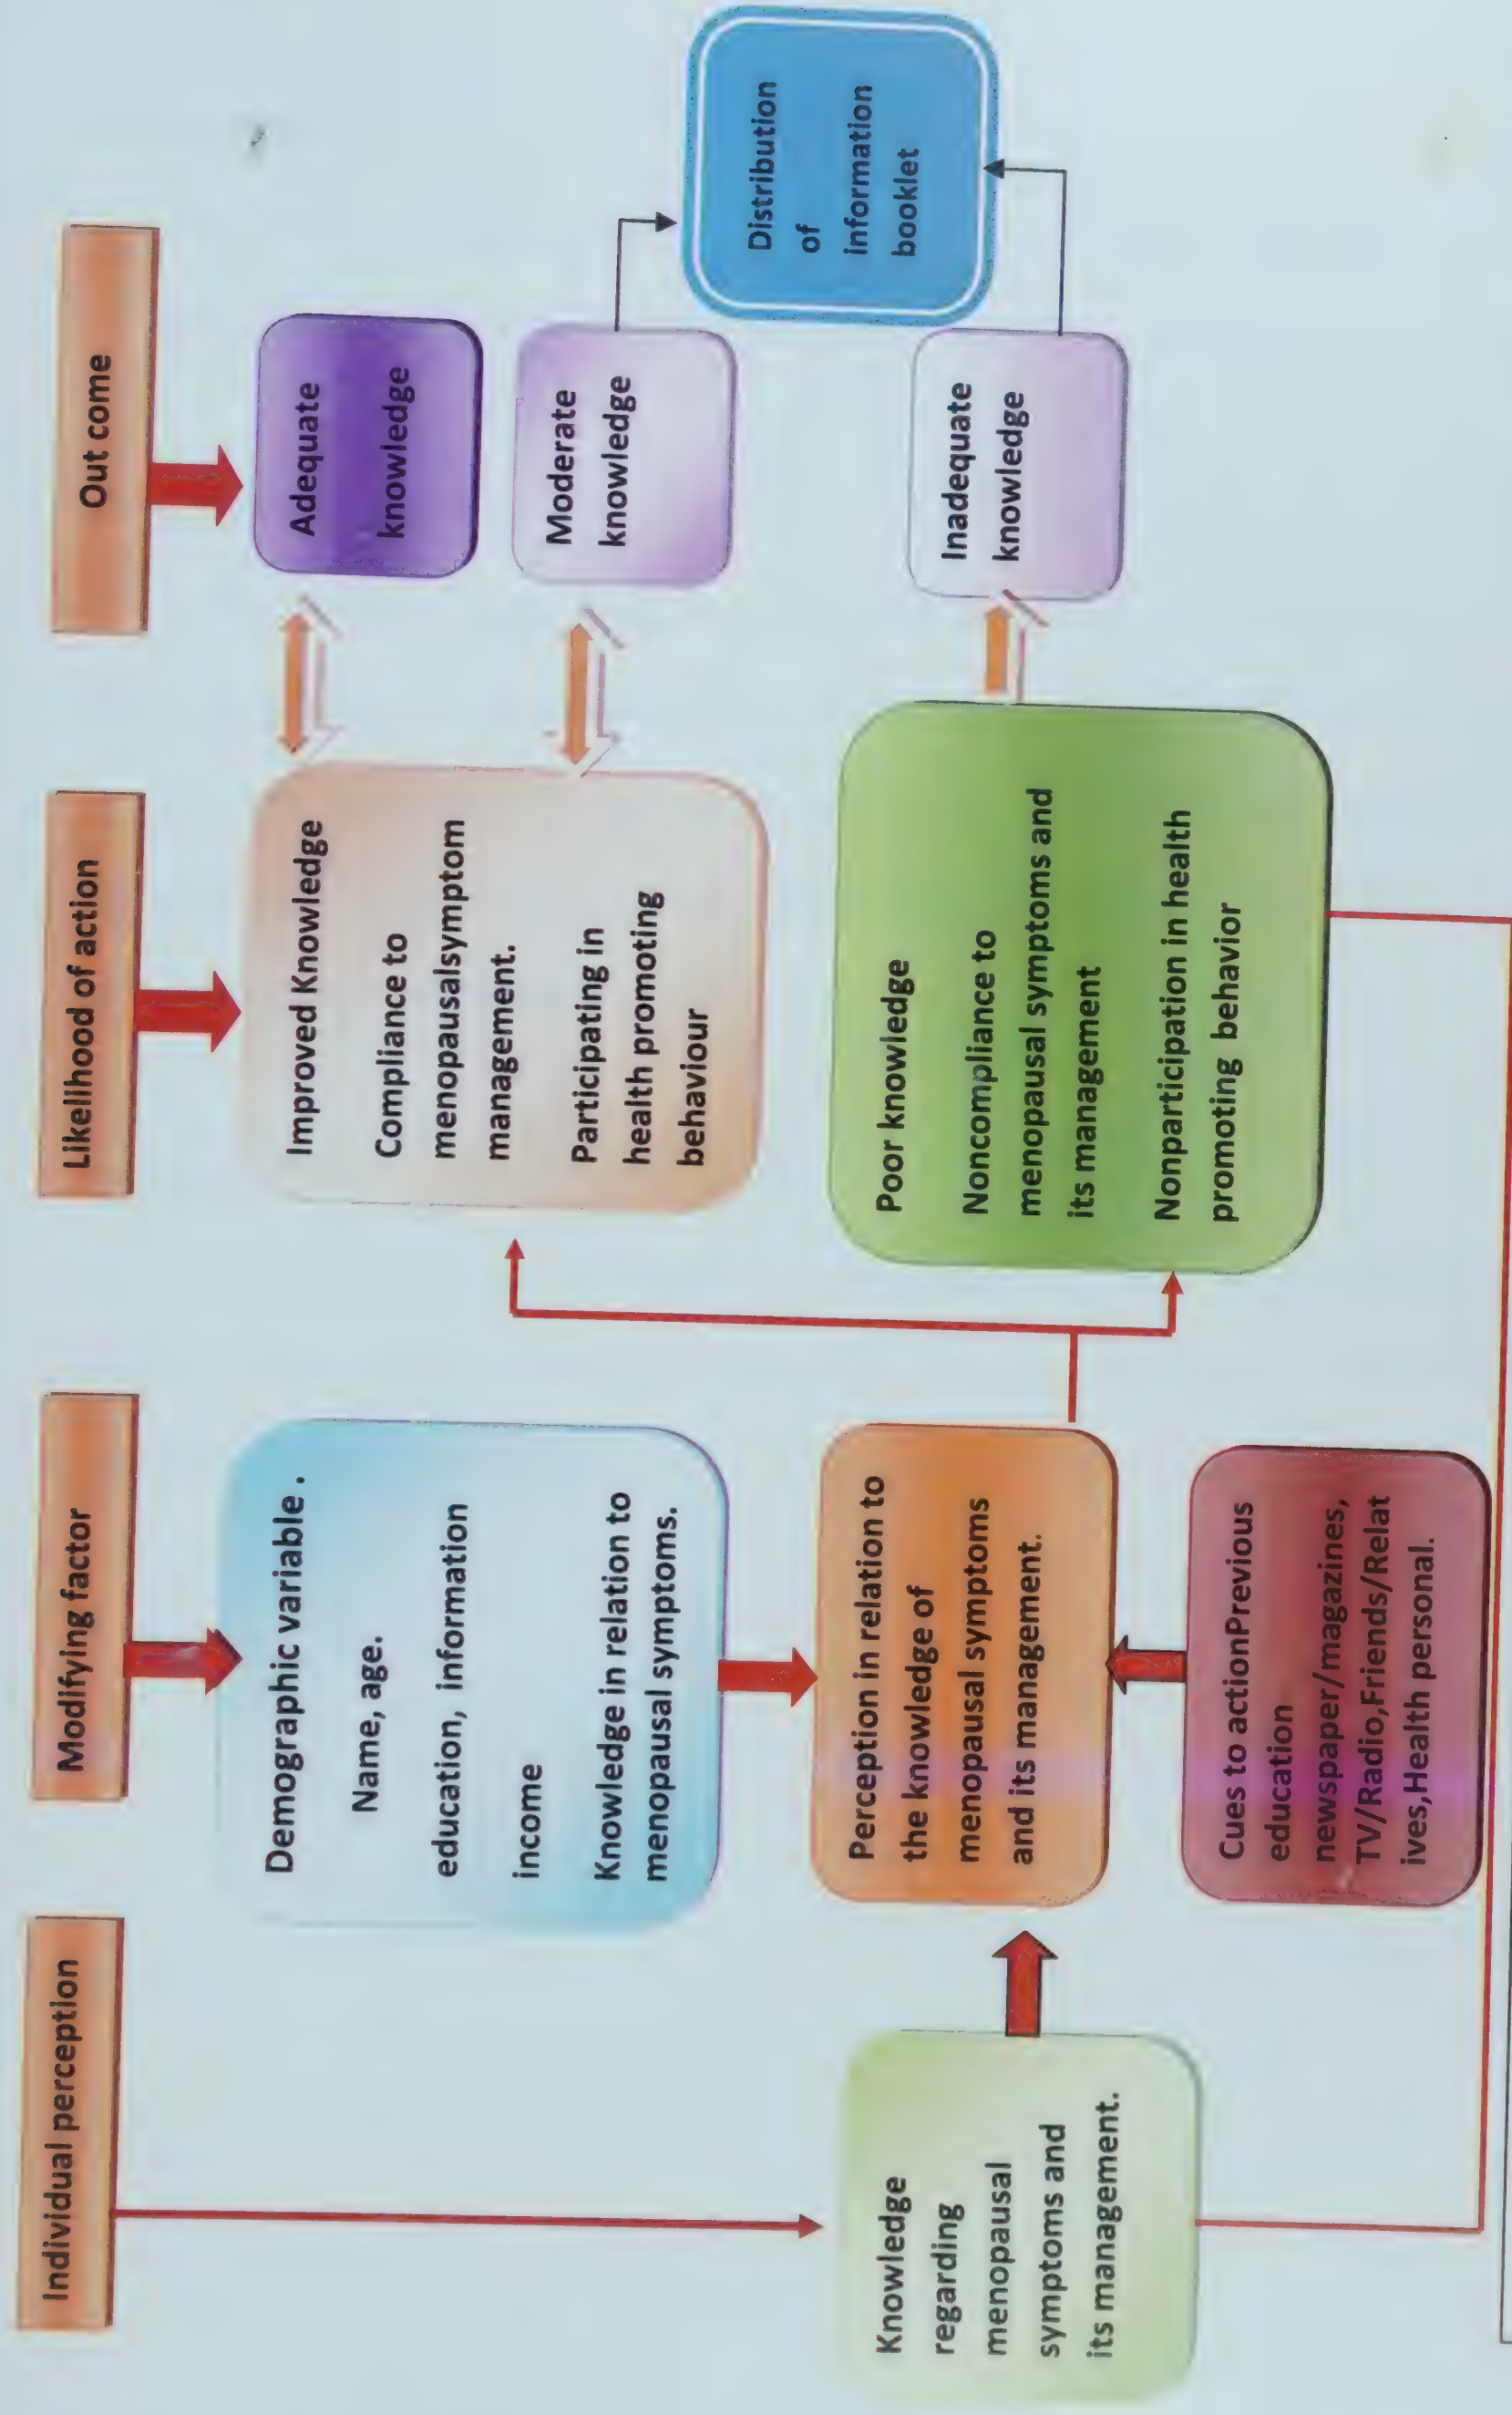 Individual perception
Modifying factor
Likelihood of action
Out come
Knowledge
regarding
menopausal
symptoms and
its management.
Demographic variable .
Name, age.
education, information
income
Knowledge in relation to
menopausal symptoms.
Perception in relation to
the knowledge of
menopausal symptoms
and its management.
Cues to actionPrevious
education
newspaper/magazines,
TV/Radio,Friends/Relat
ives,Health personal.
Improved Knowledge
Compliance to
menopausalsymptom
management.
Participating in
health promoting
behaviour
Poor knowledge
Noncompliance to
menopausal symptoms and
its management
Nonparticipation in health
promoting behavior
Adequate
knowledge
Moderate
knowledge
Inadequate
knowledge
Distribution
of
information
booklet